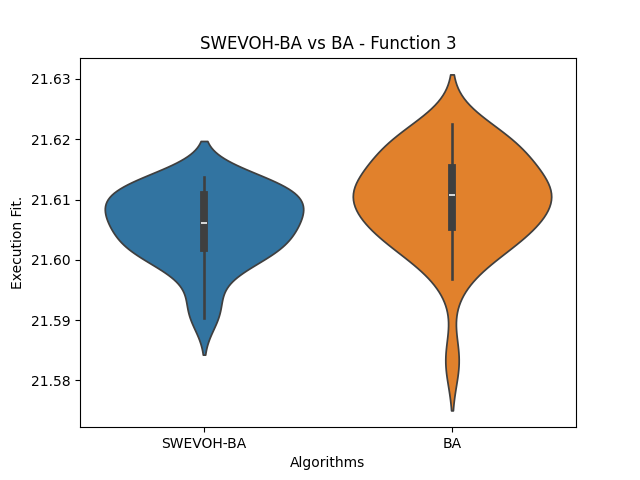 SWEVOH-BA vs BA - Function 3
Execution Fit.
21.63
21.62
21.61
21.60
21.59
21.58
SWEVOH-BA
BA
Algorithms